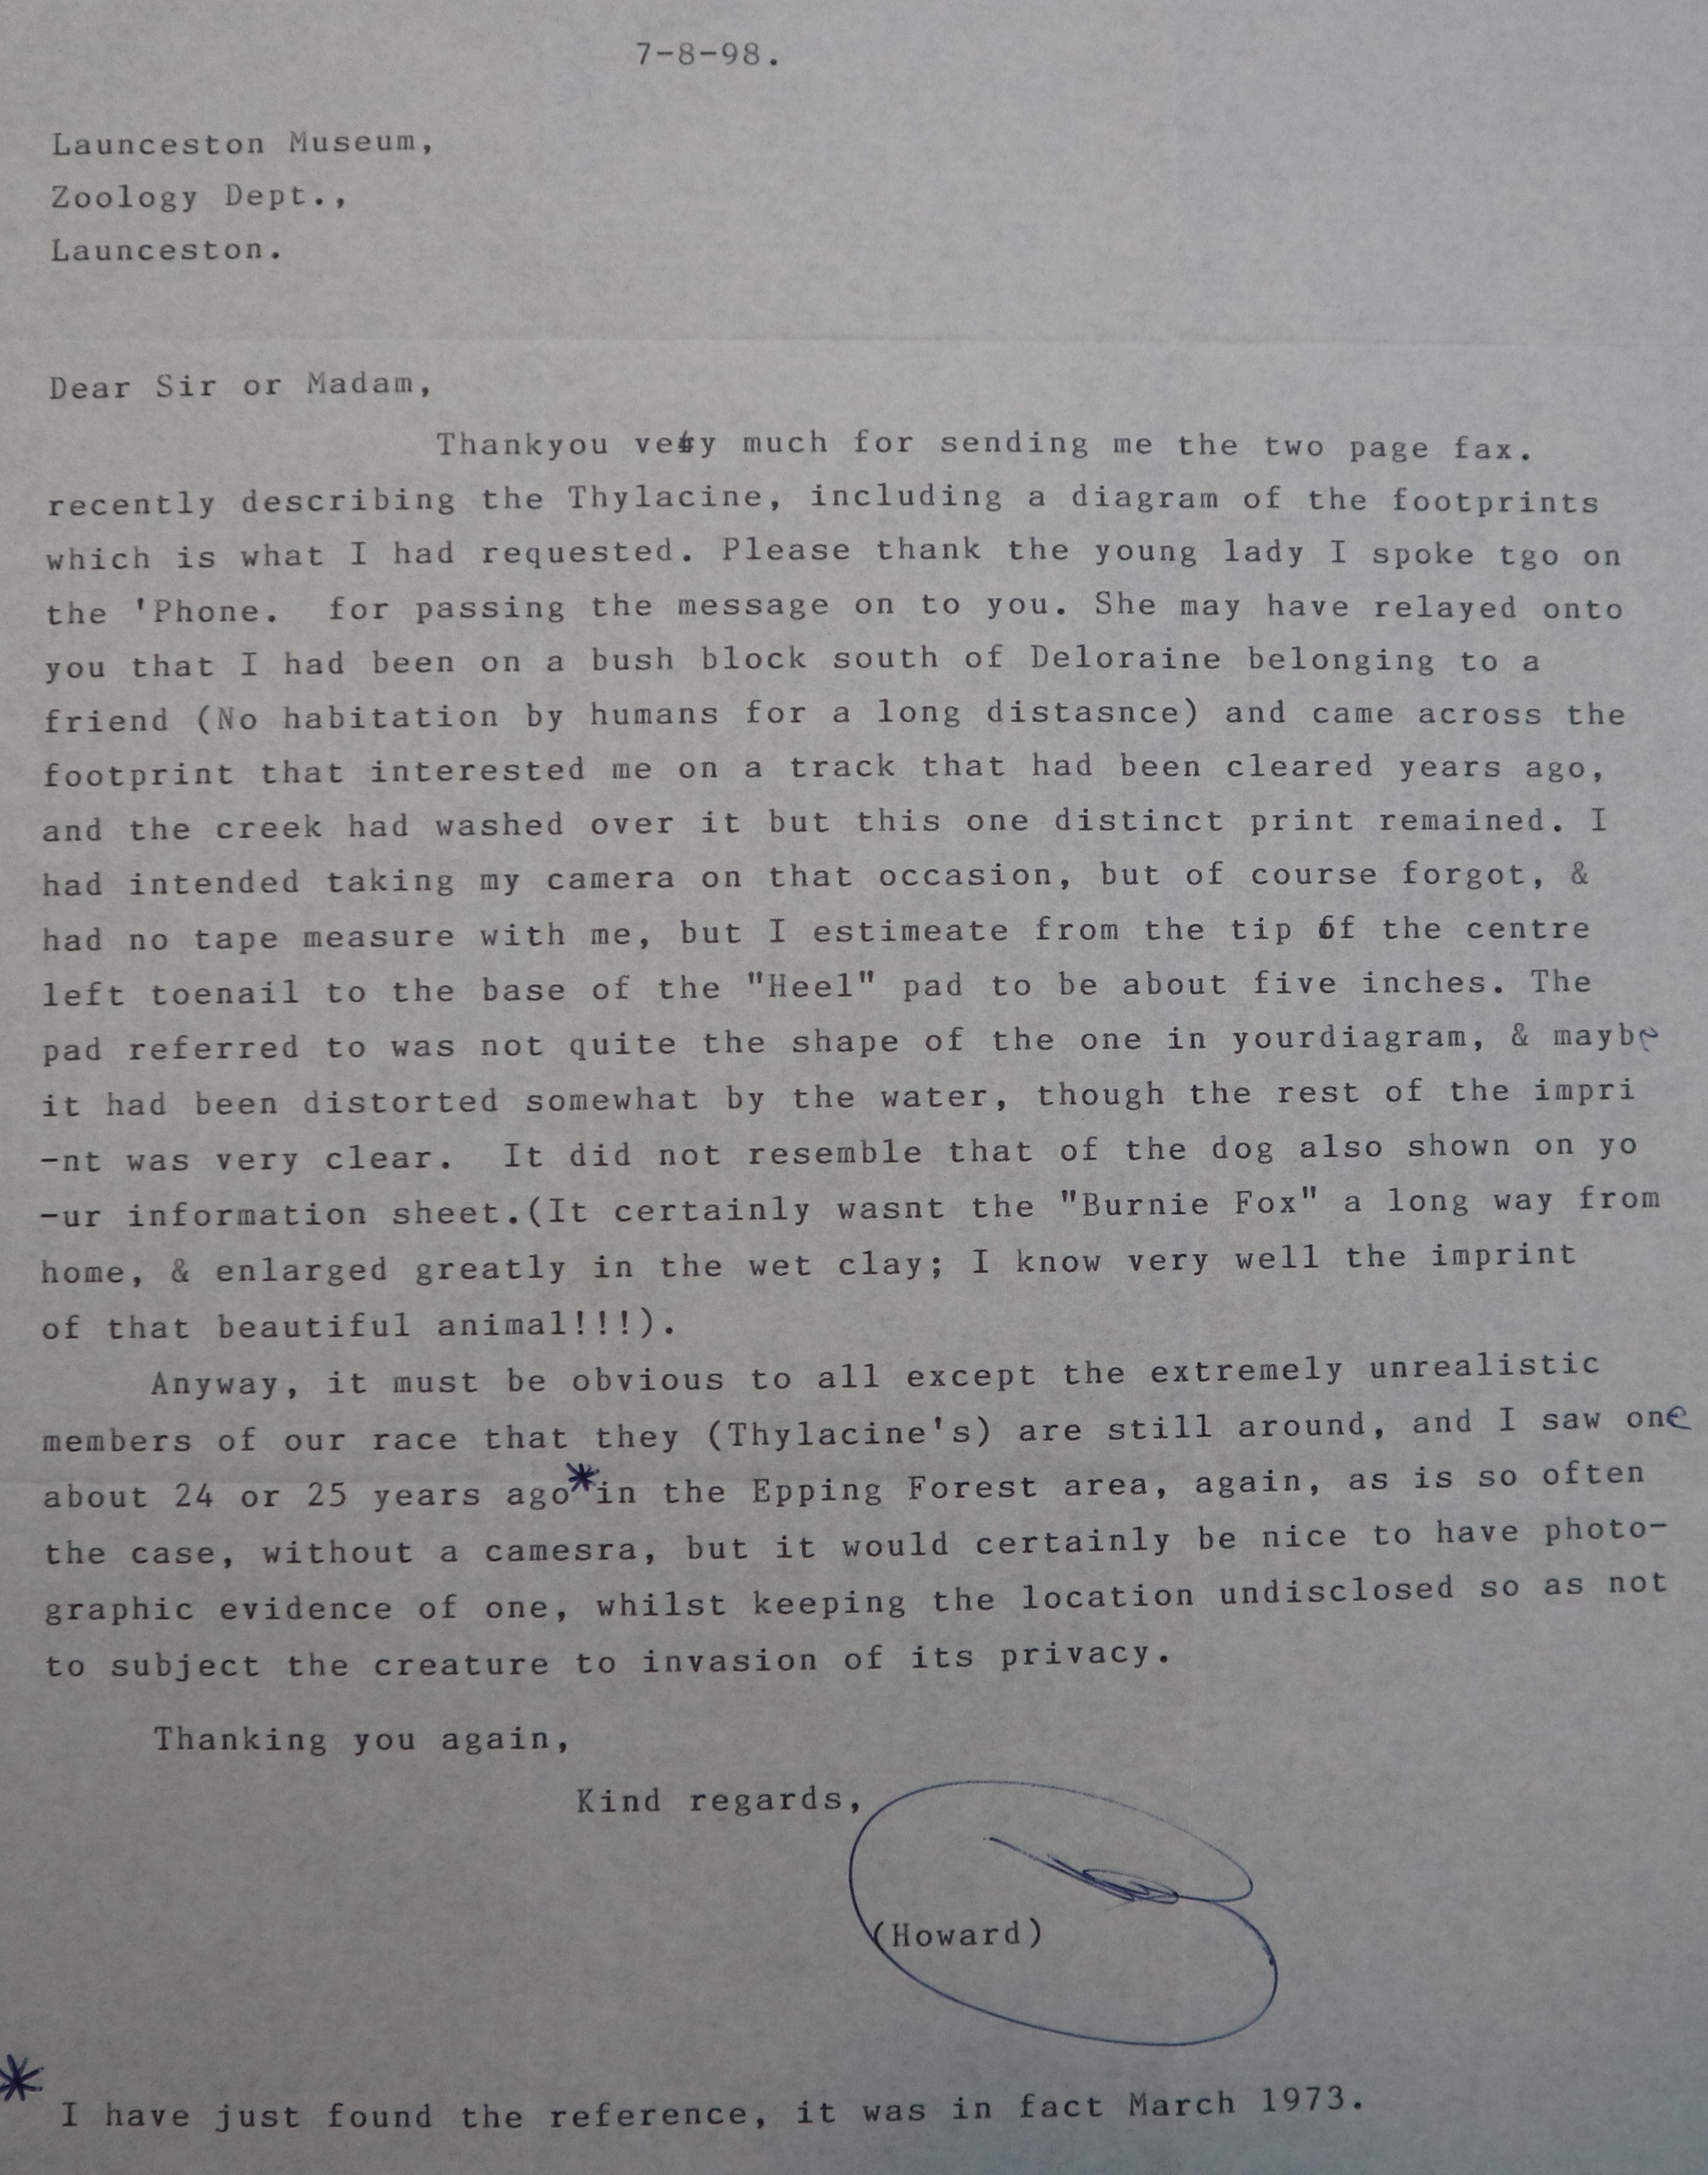 7-8-98.
Launceston Museum,
Zoology Dept.,
Launceston.
Dear Sir or Madam,
Thankyou very much for sending me the two page fax.
recently describing the Thylacine, including a diagram of the footprints
which is what I had requested. Please thank the young lady I spoke tgo on
the 'Phone.  for passing the message on to you. She may have relayed onto
you that I had been on a bush block south of Deloraine belonging to a
friend (No habitation by humans for a long distasnce) and came across the
footprint that interested me on a track that had been cleared years ago,
and the creek had washed over it but this one distinct print remained. I
had intended taking my camera on that occasion, but of course forgot, &
had no tape measure with me, but I estimeate from the tip of the centre
left toenail to the base of the "Heel" pad to be about five inches. The
pad referred to was not quite the shape of the one in yourdiagram, & maybe
it had been distorted somewhat by the water, though the rest of the impri
-nt was very clear.  It did not resemble that of the dog also shown on yo
-ur information sheet.(It certainly wasnt the "Burnie Fox" a long way from
home, & enlarged greatly in the wet clay; I know very well the imprint
of that beautiful animal!!!).
Anyway, it must be obvious to all except the extremely unrealistic
members of our race that they (Thylacine's) are still around, and I saw one
about 24 or 25 years ago*in the Epping Forest area, again, as is so often
the case, without a camesra, but it would certainly be nice to have photo-
graphic evidence of one, whilst keeping the location undisclosed so as not
to subject the creature to invasion of its privacy.
Thanking you again,
Kind regards,
(Howard)
*
I have just found the reference, it was in fact March 1973.